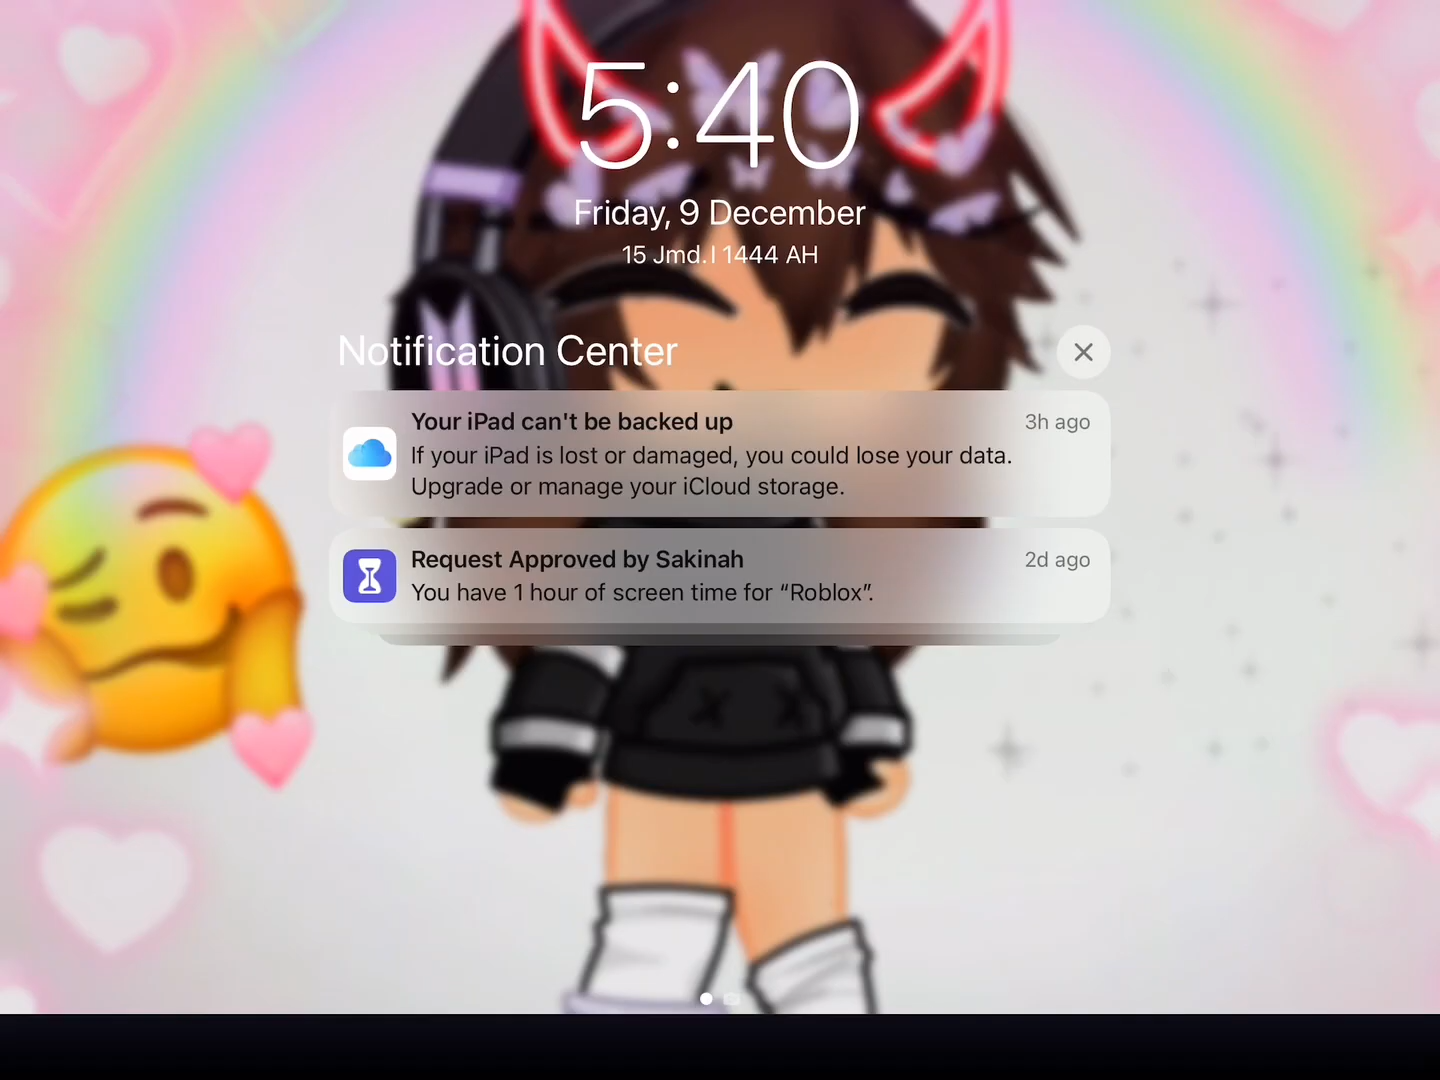 5:40
Friday, 9 December
15 Jmd. I 1444 AH
Notification Center
Your iPad can't be backed up
3h ago
If your iPad is lost or damaged, you could lose your data.
Upgrade or manage your iCloud storage.
Request Approved by Sakinah
2d ago
You have 1 hour of screen time for “Roblox”.